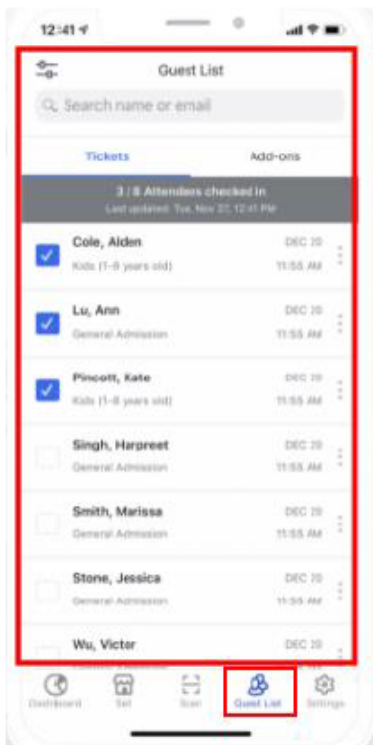 12:41
Guest List
Search name or email
Tickets Add-ons
3 / 8 Attendees checked in
Last updated: Tue, Nov 27, 12:41 PM
Cole, Alden DEC 20
Kids (1-8 years old) 11:55 AM
Lu, Ann DEC 20
General Admission 11:55 AM
Pincott, Kate DEC 20
Kids (1-8 years old) 11:55 AM
Singh, Harpreet DEC 20
General Admission 11:55 AM
Smith, Marissa DEC 20
General Admission 11:55 AM
Stone, Jessica DEC 20
General Admission 11:55 AM
Wu, Victor DEC 20
Dashboard Sell Scan Guest List Settings